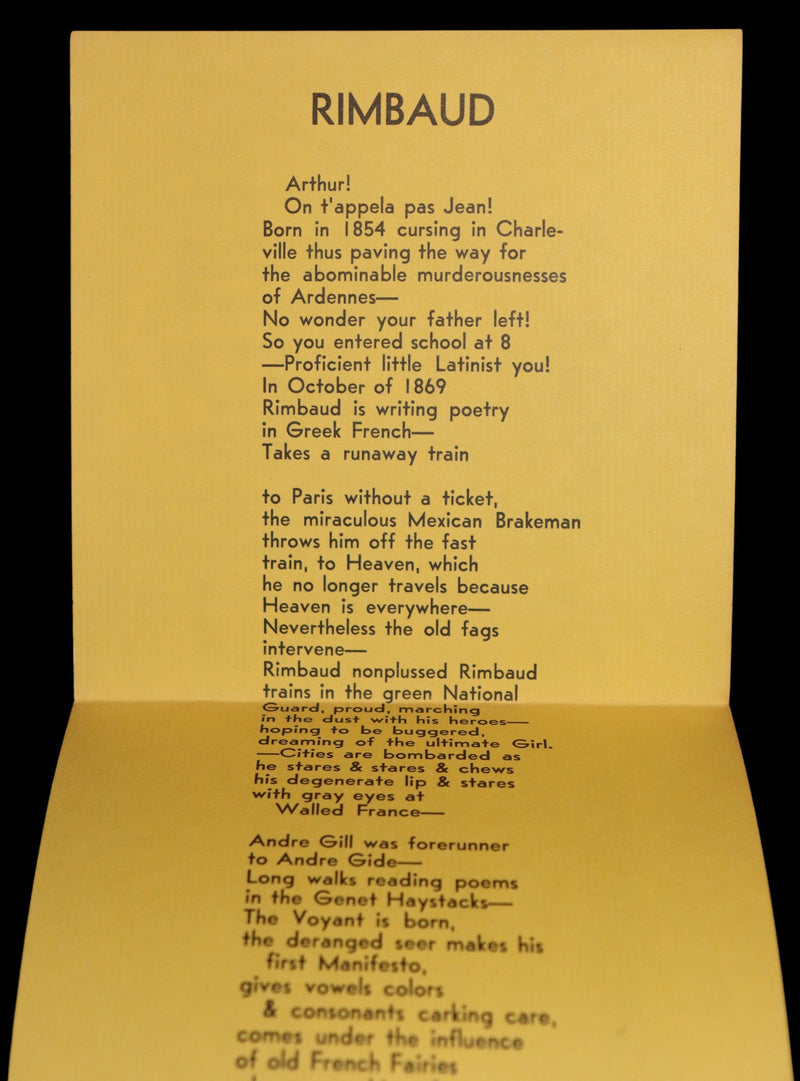 RIMBAUD
Arthur!
On t'appela pas Jean!
Born in 1854 cursing in Charle-
ville thus paving the way for
the abominable murderousnesses
of Ardennes—
No wonder your father left!
So you entered school at 8
—Proficient little Latinist you!
In October of 1869
Rimbaud is writing poetry
in Greek French—
Takes a runaway train
to Paris without a ticket,
the miraculous Mexican Brakeman
throws him off the fast
train, to Heaven, which
he no longer travels because
Heaven is everywhere—
Nevertheless the old fags
intervene—
Rimbaud nonplussed Rimbaud
trains in the green National
Guard, proud, marching
in the dust with his heroes—
hoping to be buggered,
dreaming of the ultimate Girl.
—Cities are bombarded as
he stares & stares & chews
his degenerate lip & stares
with gray eyes at
Walled France—
Andre Gill was forerunner
to Andre Gide—
Long walks reading poems
in the Genet Haystacks—
The Voyant is born,
the deranged seer makes his
first Manifesto,
gives vowels colors
& consonants carking care,
comes under the influence
of old French Fairies